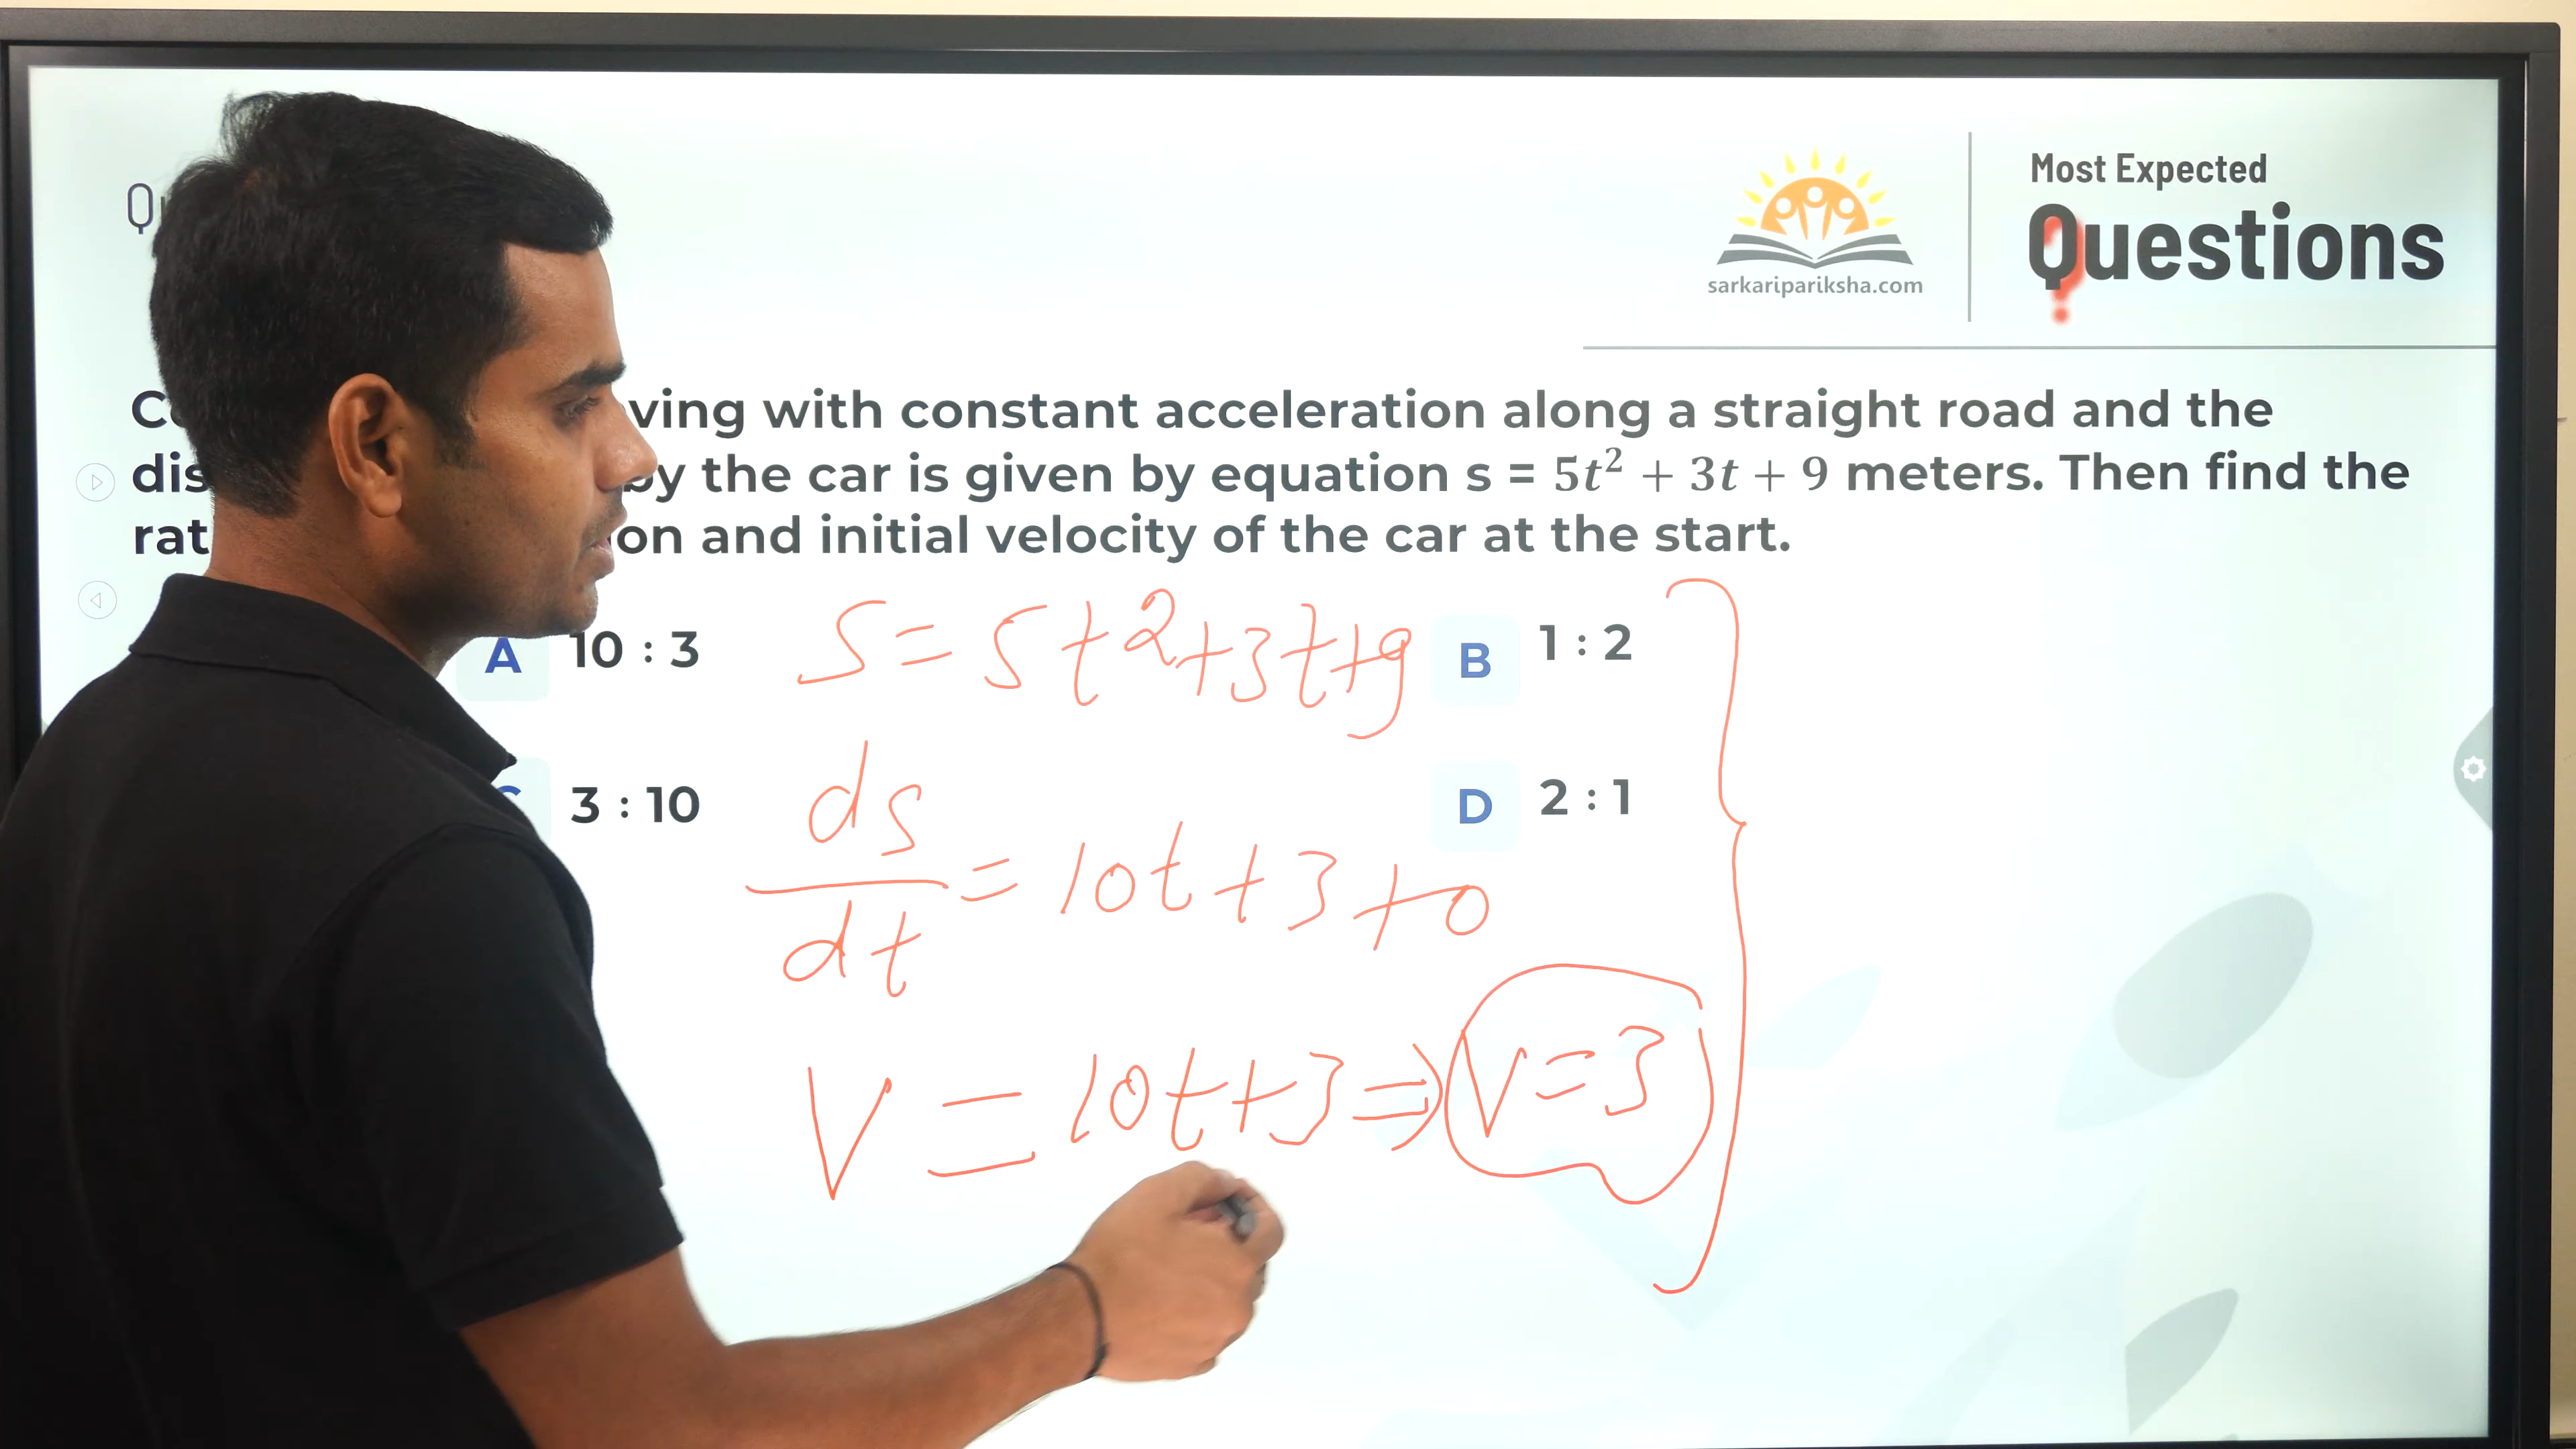 Most Expected
Questions
sarkaripariksha.com
ving with constant acceleration along a straight road and the
by the car is given by equation s = 5t² + 3t + 9 meters. Then find the
on and initial velocity of the car at the start.
A 10 : 3
B 1 : 2
3 : 10
D 2 : 1
S = 5t²+3t+9
ds/dt = 10t+3+0
V = 10t+3 ⇒ V=3